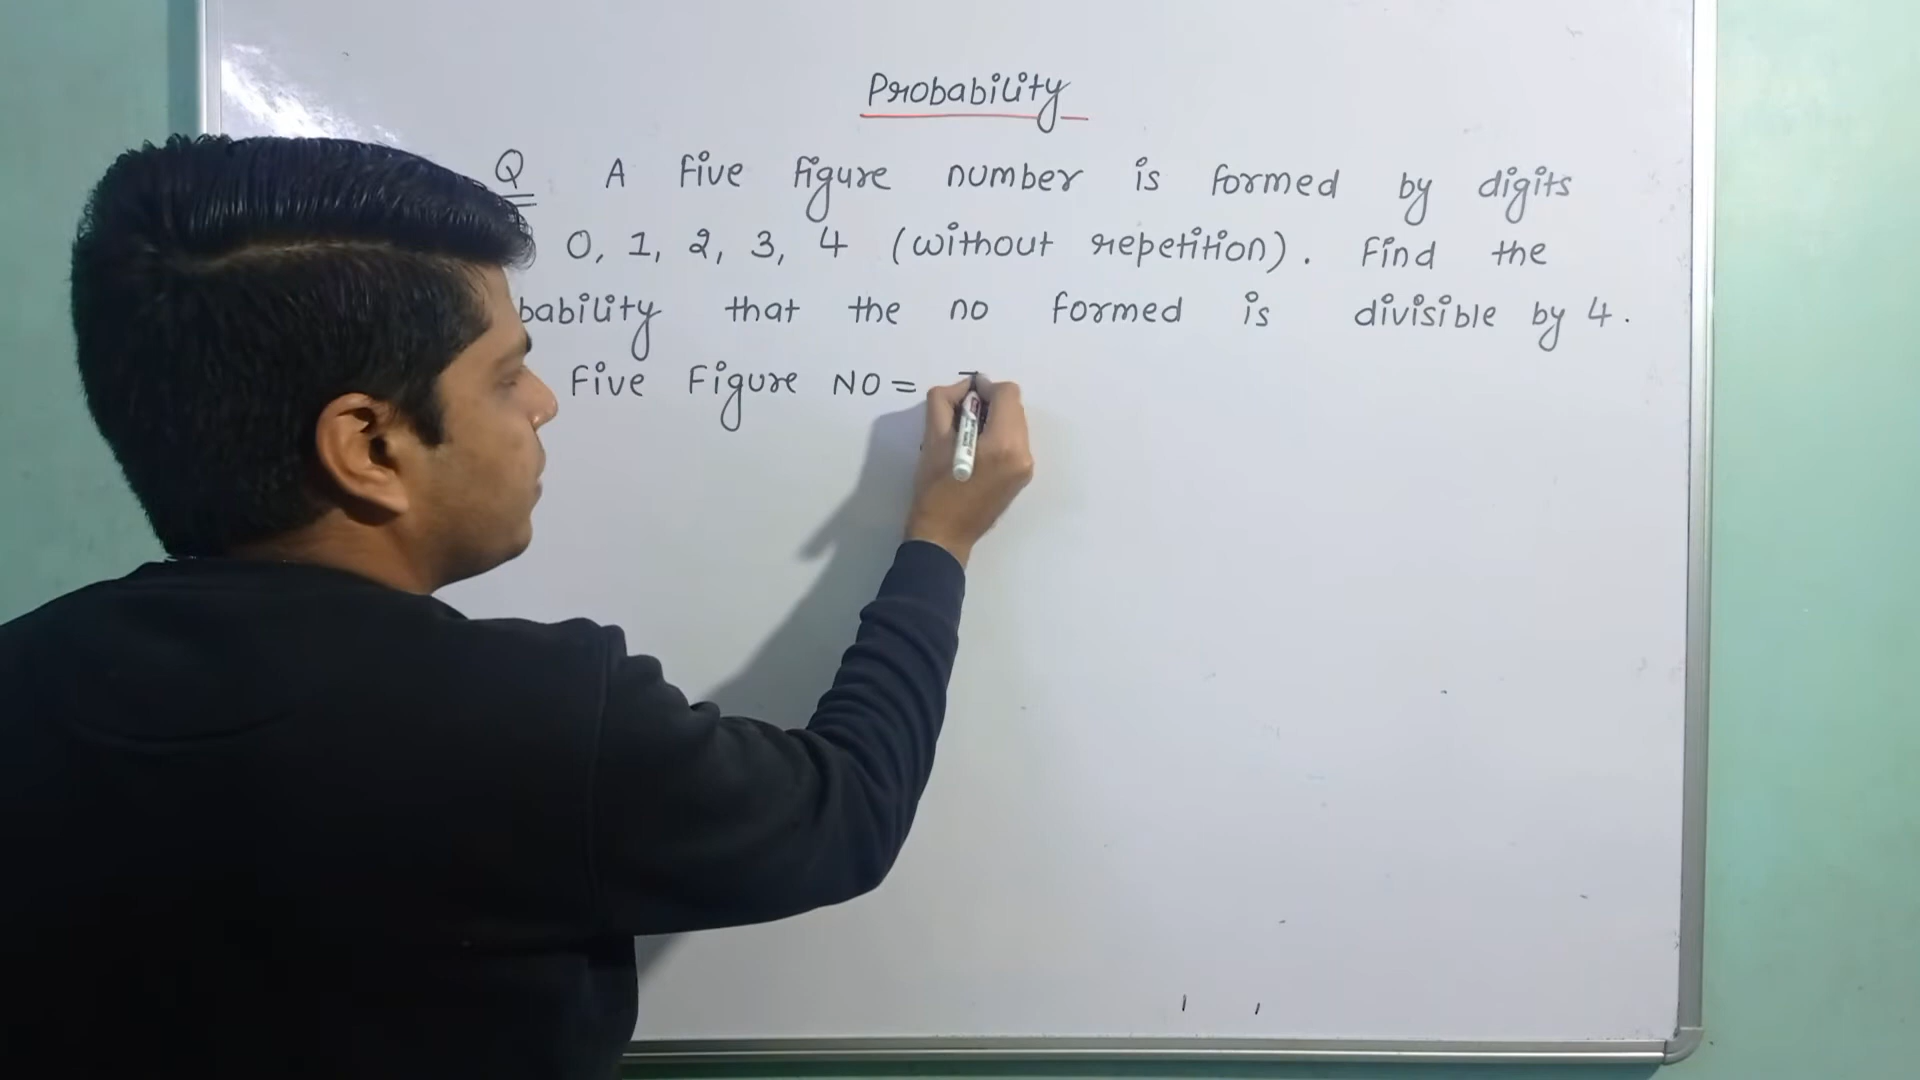 Probability
Q A five figure number is formed by digits
0, 1, 2, 3, 4 (without repetition). Find the
bability that the no formed is divisible by 4.
Five Figure NO =